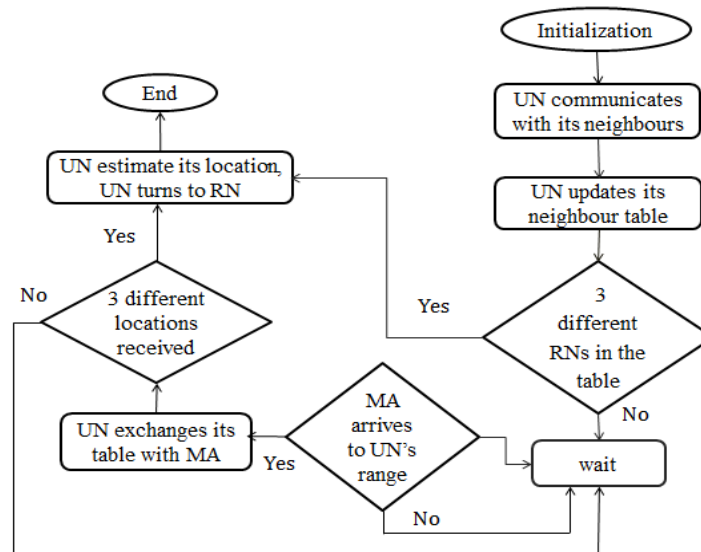 Initialization
UN communicates
with its neighbours
UN updates its
neighbour table
3
different
RNs in the
table
Yes
No
wait
MA
arrives
to UN's
range
Yes
No
UN exchanges its
table with MA
3 different
locations
received
No
Yes
UN estimate its location,
UN turns to RN
End